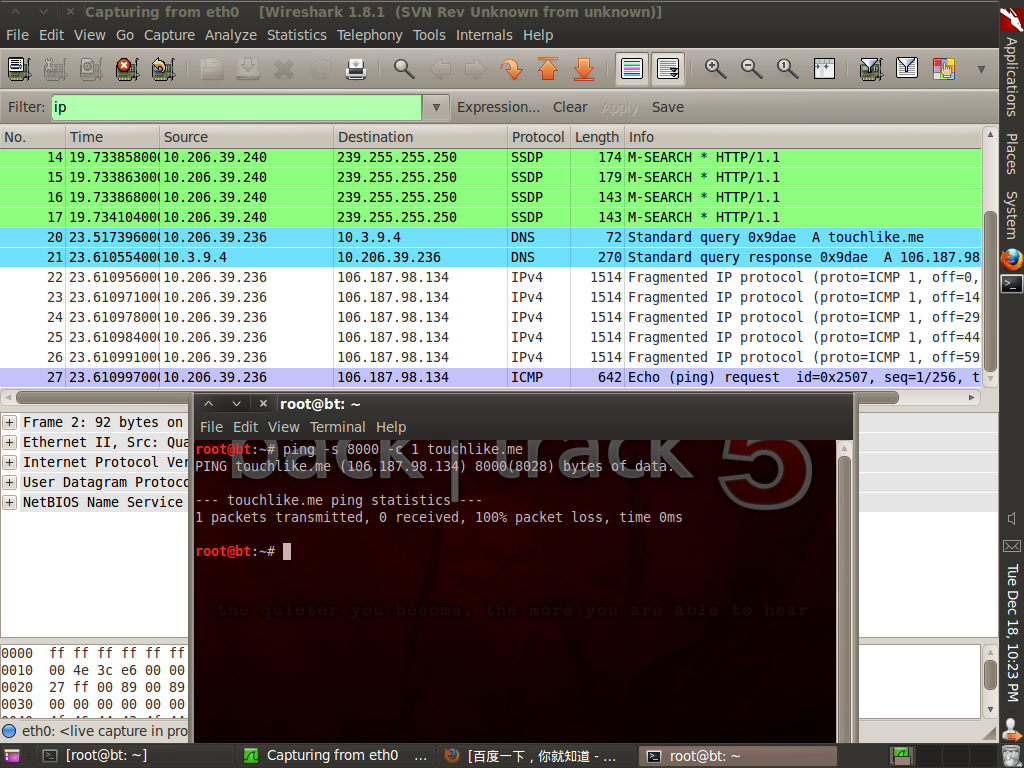 Capturing from eth0 [Wireshark 1.8.1 (SVN Rev Unknown from unknown)]
File Edit View Go Capture Analyze Statistics Telephony Tools Internals Help
Filter: ip Expression... Clear Apply Save
No. Time Source Destination Protocol Length Info
14 19.733858000 10.206.39.240 239.255.255.250 SSDP 174 M-SEARCH * HTTP/1.1
15 19.733863000 10.206.39.240 239.255.255.250 SSDP 179 M-SEARCH * HTTP/1.1
16 19.733868000 10.206.39.240 239.255.255.250 SSDP 143 M-SEARCH * HTTP/1.1
17 19.734104000 10.206.39.240 239.255.255.250 SSDP 143 M-SEARCH * HTTP/1.1
20 23.517396000 10.206.39.236 10.3.9.4 DNS 72 Standard query 0x9dae A touchlike.me
21 23.610554000 10.3.9.4 10.206.39.236 DNS 270 Standard query response 0x9dae A 106.187.98
22 23.610956000 10.206.39.236 106.187.98.134 IPv4 1514 Fragmented IP protocol (proto=ICMP 1, off=0,
23 23.610971000 10.206.39.236 106.187.98.134 IPv4 1514 Fragmented IP protocol (proto=ICMP 1, off=14
24 23.610978000 10.206.39.236 106.187.98.134 IPv4 1514 Fragmented IP protocol (proto=ICMP 1, off=29
25 23.610984000 10.206.39.236 106.187.98.134 IPv4 1514 Fragmented IP protocol (proto=ICMP 1, off=44
26 23.610991000 10.206.39.236 106.187.98.134 IPv4 1514 Fragmented IP protocol (proto=ICMP 1, off=59
27 23.610997000 10.206.39.236 106.187.98.134 ICMP 642 Echo (ping) request id=0x2507, seq=1/256, t
Frame 2: 92 bytes on
Ethernet II, Src: Qua
Internet Protocol Ver
User Datagram Protoc
NetBIOS Name Service
0000 ff ff ff ff ff ff
0010 00 4e 3c e6 00 00
0020 27 ff 00 89 00 89
0030 00 00 00 00 00 00
eth0: <live capture in pro
root@bt: ~
File Edit View Terminal Help
root@bt:~# ping -s 8000 -c 1 touchlike.me
PING touchlike.me (106.187.98.134) 8000(8028) bytes of data.
--- touchlike.me ping statistics ---
1 packets transmitted, 0 received, 100% packet loss, time 0ms
root@bt:~#
back | track 5
the quieter you become, the more you are able to hear
Applications
Places
System
Tue Dec 18, 10:23 PM
[root@bt: ~]
Capturing from eth0 ...
[百度一下，你就知道 - ...
root@bt: ~